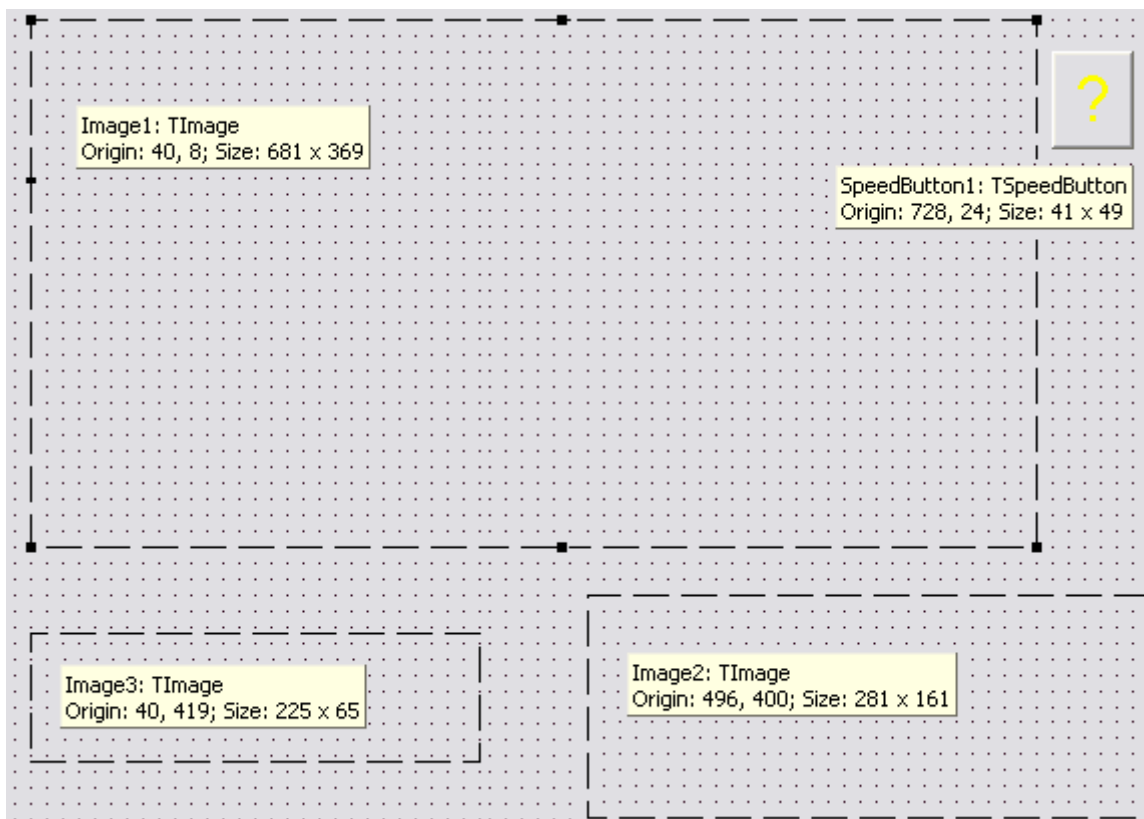 ?
Image1: TImage
Origin: 40, 8; Size: 681 x 369
SpeedButton1: TSpeedButton
Origin: 728, 24; Size: 41 x 49
Image3: TImage
Origin: 40, 419; Size: 225 x 65
Image2: TImage
Origin: 496, 400; Size: 281 x 161